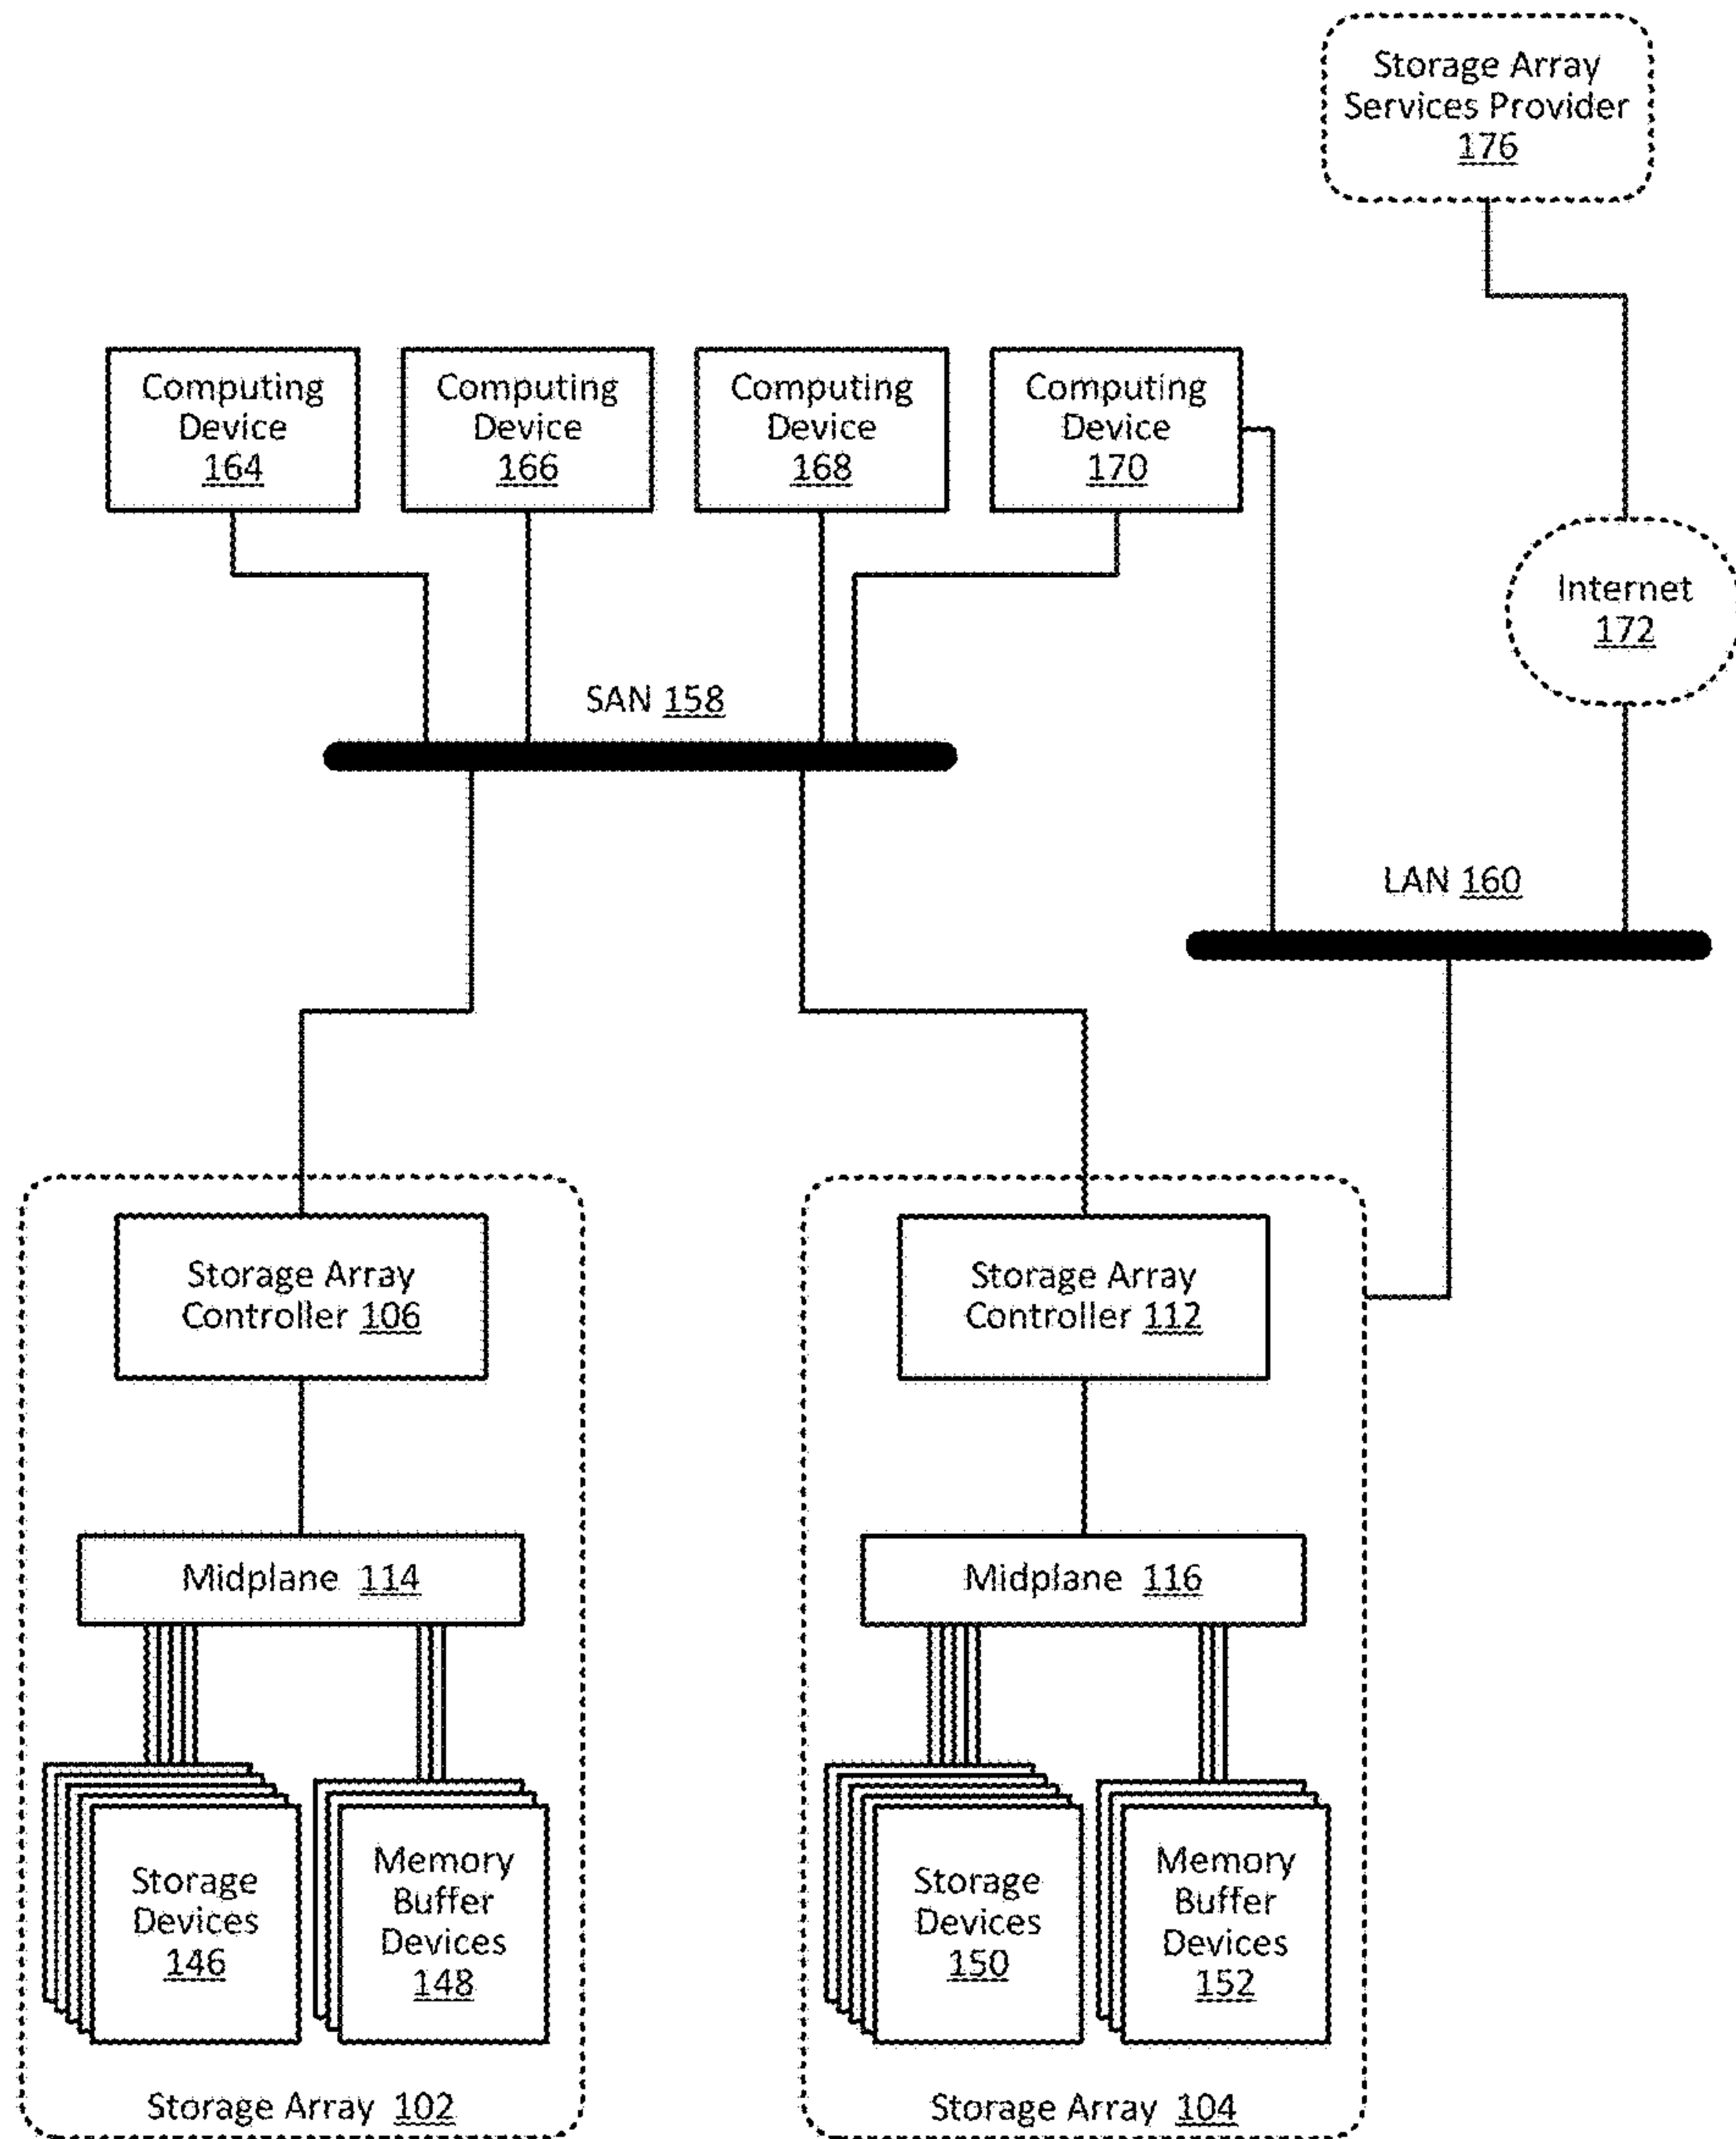 Storage Array
Services Provider
176
Computing
Device
164
Computing
Device
166
Computing
Device
168
Computing
Device
170
Internet
172
SAN 158
LAN 160
Storage Array
Controller 106
Storage Array
Controller 112
Midplane 114
Midplane 116
Storage
Devices
146
Memory
Buffer
Devices
148
Storage
Devices
150
Memory
Buffer
Devices
152
Storage Array 102
Storage Array 104